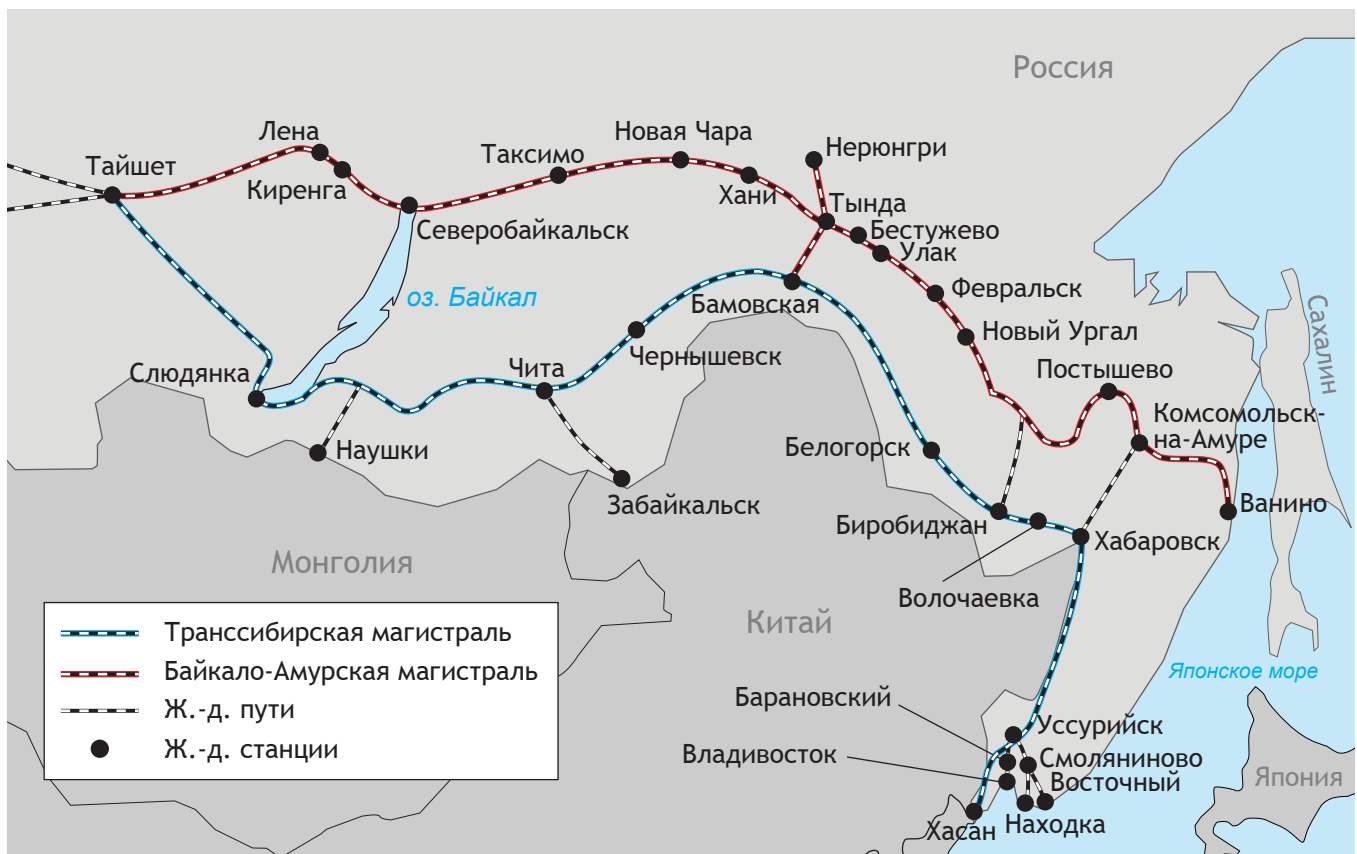 Россия
Лена
Новая Чара
Нерюнгри
Тайшет
Таксимо
Киренга
Хани
Тында
Северобайкальск
Бестужево
Улак
оз. Байкал
Февральск
Бамовская
Сахалин
Новый Ургал
Чернышевск
Слюдянка
Чита
Постышево
Комсомольск-
на-Амуре
Наушки
Белогорск
Забайкальск
Ванино
Биробиджан
Хабаровск
Монголия
Волочаевка
Китай
Транссибирская магистраль
Байкало-Амурская магистраль
Ж.-д. пути
Ж.-д. станции
Японское море
Барановский
Уссурийск
Владивосток
Смоляниново
Восточный
Япония
Хасан
Находка